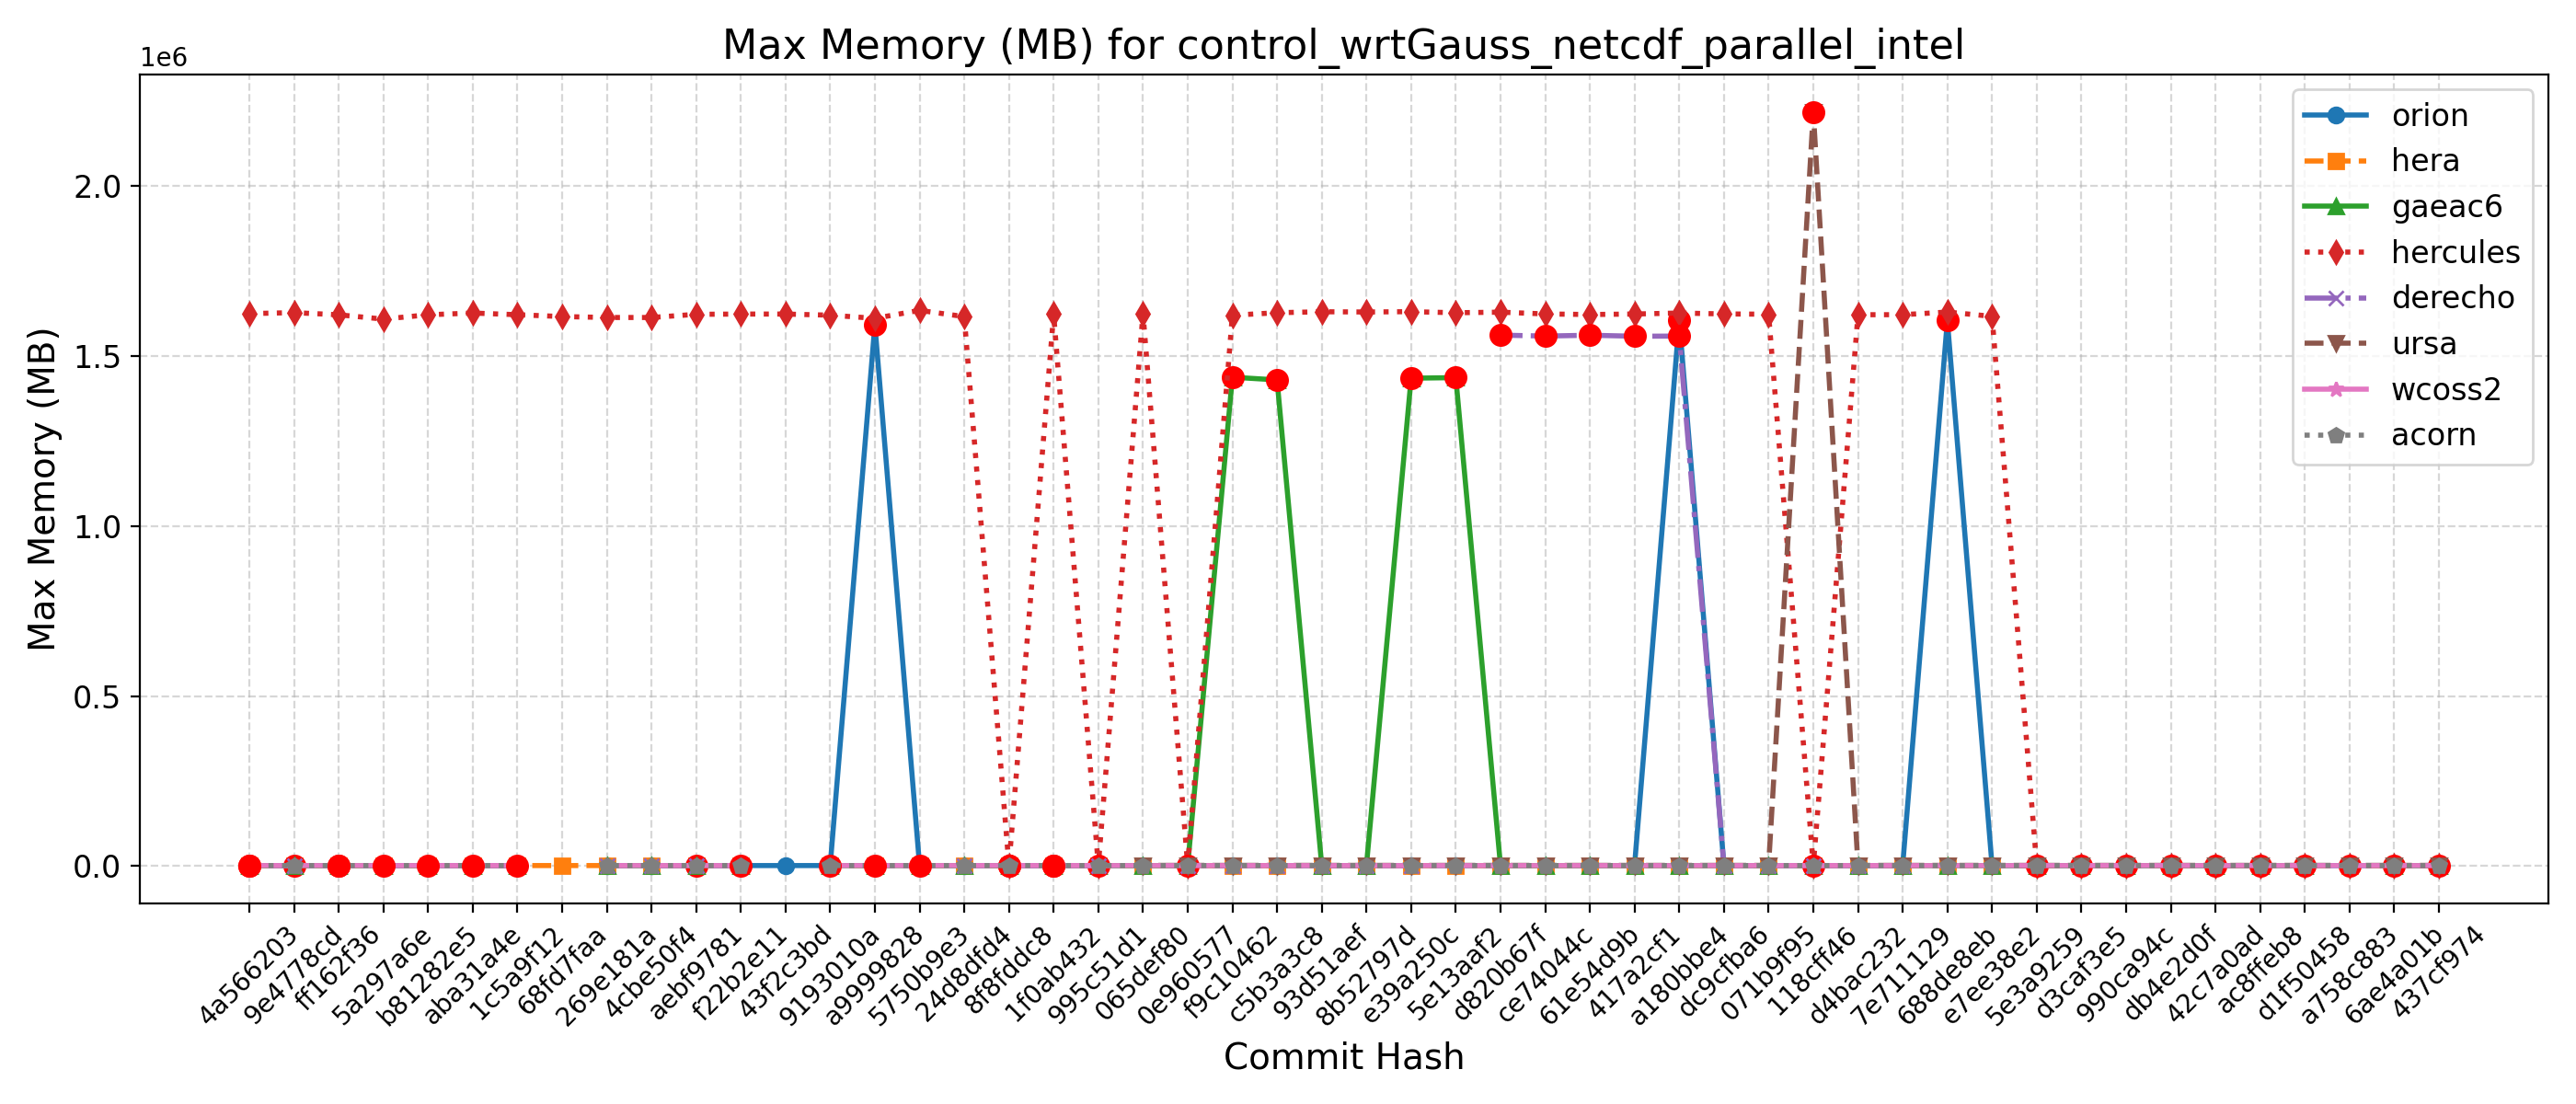 Max Memory (MB) for control_wrtGauss_netcdf_parallel_intel
1e6
Max Memory (MB)
2.0
1.5
1.0
0.5
0.0
orion
hera
gaeac6
hercules
derecho
ursa
wcoss2
acorn
4a566203
9e4778cd
ff162f36
5a297a6e
b81282e5
aba31a4e
1c5a9f12
68fd7faa
269e181a
4cbe50f4
aebf9781
f22b2e11
43f2c3bd
9193010a
a9999828
5750b9e3
24d8dfd4
8f8fddc8
1f0ab432
995c51d1
065def80
0e960577
f9c10462
c5b3a3c8
93d51aef
8b52797d
e39a250c
5e13aaf2
d820b67f
ce74044c
61e54d9b
417a2cf1
a180bbe4
dc9cfba6
071b9f95
118cff46
d4bac232
7e711129
688de8eb
e7ee38e2
5e3a9259
d3caf3e5
990ca94c
db4e2d0f
42c7a0ad
ac8ffeb8
d1f50458
a758c883
6ae4a01b
437cf974
Commit Hash